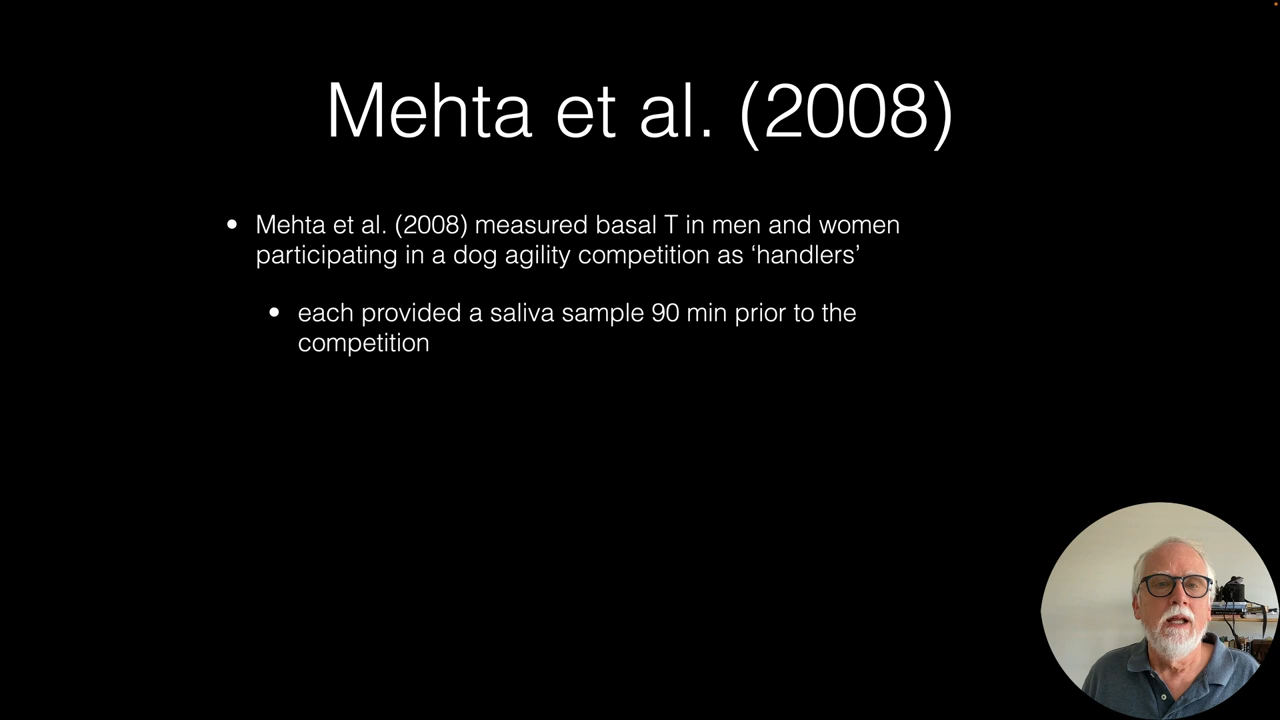 Mehta et al. (2008)
• Mehta et al. (2008) measured basal T in men and women
participating in a dog agility competition as ‘handlers’
• each provided a saliva sample 90 min prior to the
competition